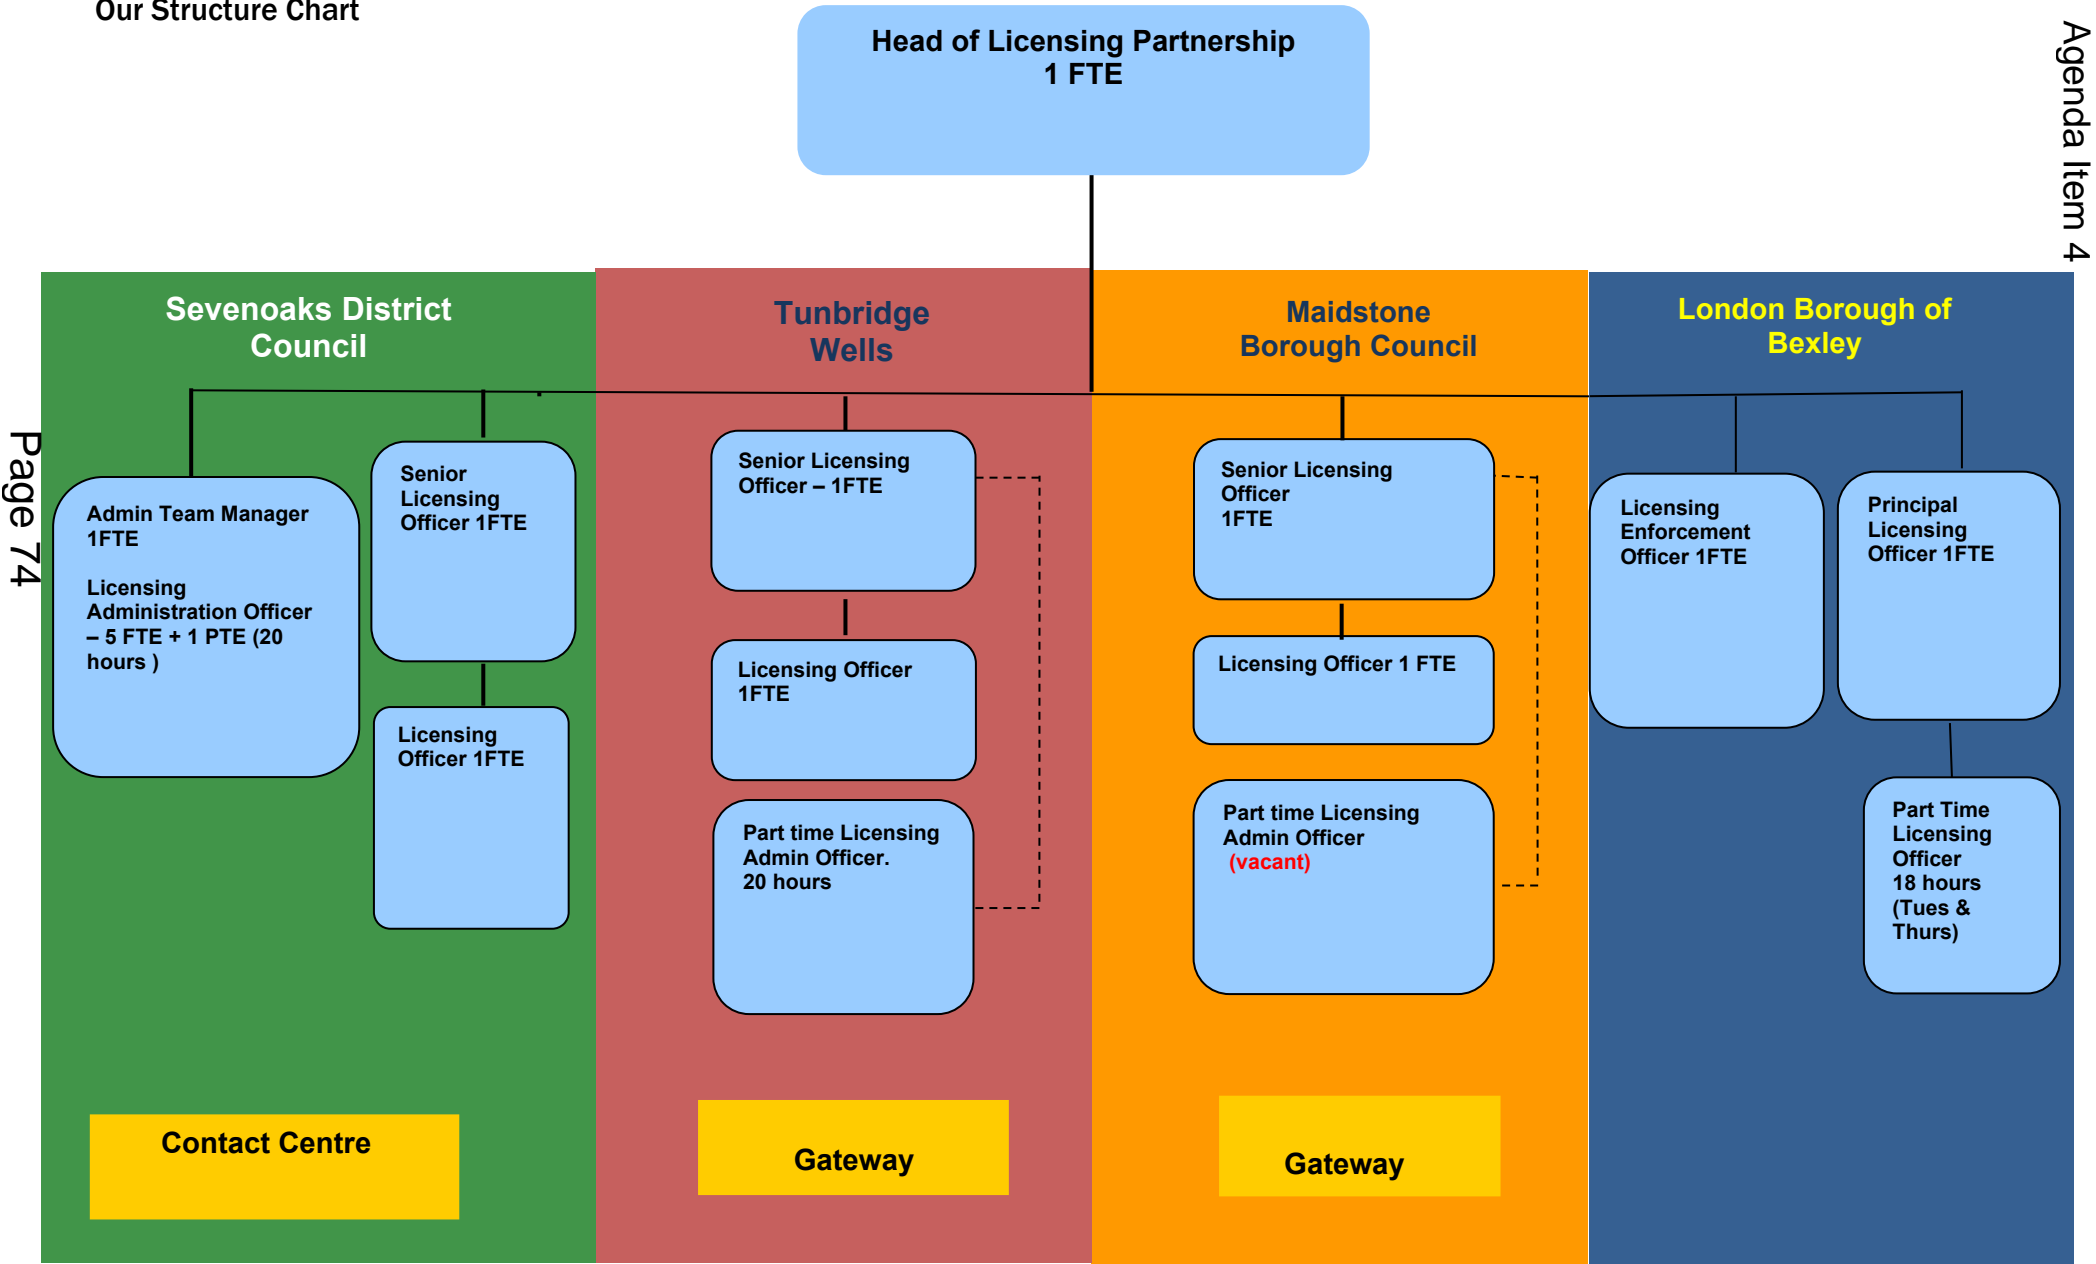 Our Structure Chart
Agenda Item 4
Page 74
Head of Licensing Partnership
1 FTE
Sevenoaks District
Council
Admin Team Manager
1FTE
Licensing
Administration Officer
– 5 FTE + 1 PTE (20
hours )
Senior
Licensing
Officer 1FTE
Licensing
Officer 1FTE
Contact Centre
Tunbridge
Wells
Senior Licensing
Officer – 1FTE
Licensing Officer
1FTE
Part time Licensing
Admin Officer.
20 hours
Gateway
Maidstone
Borough Council
Senior Licensing
Officer
1FTE
Licensing Officer 1 FTE
Part time Licensing
Admin Officer
(vacant)
Gateway
London Borough of
Bexley
Licensing
Enforcement
Officer 1FTE
Principal
Licensing
Officer 1FTE
Part Time
Licensing
Officer
18 hours
(Tues &
Thurs)